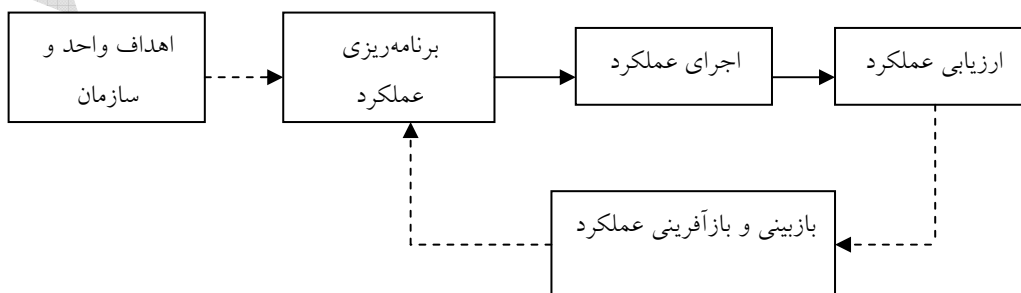 اهداف واحد و
سازمان
برنامه‌ریزی
عملکرد
اجرای عملکرد
ارزیابی عملکرد
بازبینی و بازآفرینی عملکرد